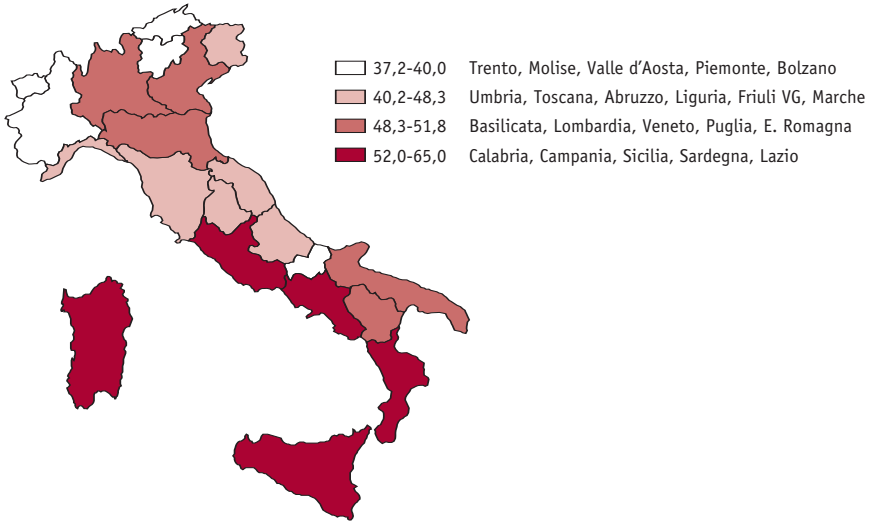 37,2-40,0 Trento, Molise, Valle d'Aosta, Piemonte, Bolzano
40,2-48,3 Umbria, Toscana, Abruzzo, Liguria, Friuli VG, Marche
48,3-51,8 Basilicata, Lombardia, Veneto, Puglia, E. Romagna
52,0-65,0 Calabria, Campania, Sicilia, Sardegna, Lazio